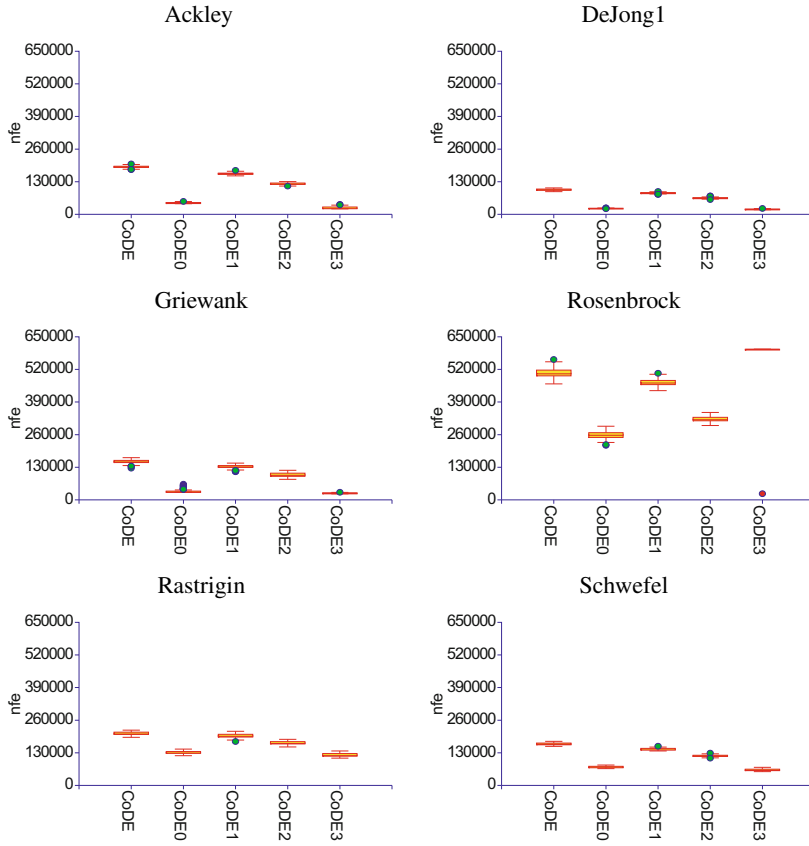 Ackley
650000
520000
390000
260000
130000
0
nfe
CoDE
CoDE0
CoDE1
CoDE2
CoDE3
DeJong1
650000
520000
390000
260000
130000
0
nfe
CoDE
CoDE0
CoDE1
CoDE2
CoDE3
Griewank
650000
520000
390000
260000
130000
0
nfe
CoDE
CoDE0
CoDE1
CoDE2
CoDE3
Rosenbrock
650000
520000
390000
260000
130000
0
nfe
CoDE
CoDE0
CoDE1
CoDE2
CoDE3
Rastrigin
650000
520000
390000
260000
130000
0
nfe
CoDE
CoDE0
CoDE1
CoDE2
CoDE3
Schwefel
650000
520000
390000
260000
130000
0
nfe
CoDE
CoDE0
CoDE1
CoDE2
CoDE3